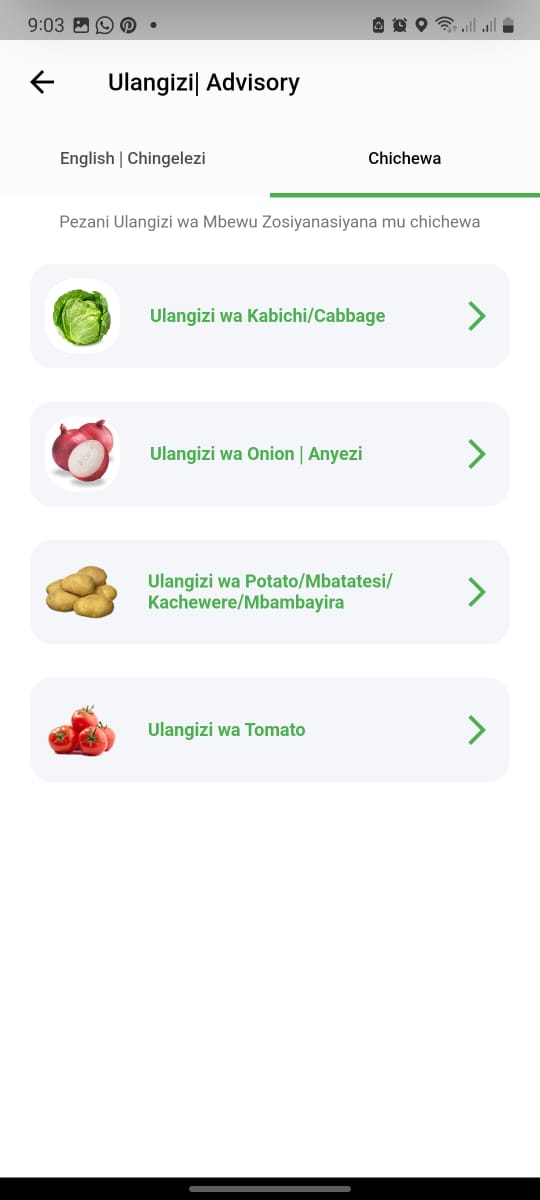 9:03
Ulangizi| Advisory
English | Chingelezi
Chichewa
Pezani Ulangizi wa Mbewu Zosiyanasiyana mu chichewa
Ulangizi wa Kabichi/Cabbage
Ulangizi wa Onion | Anyezi
Ulangizi wa Potato/Mbatatesi/
Kachewere/Mbambayira
Ulangizi wa Tomato